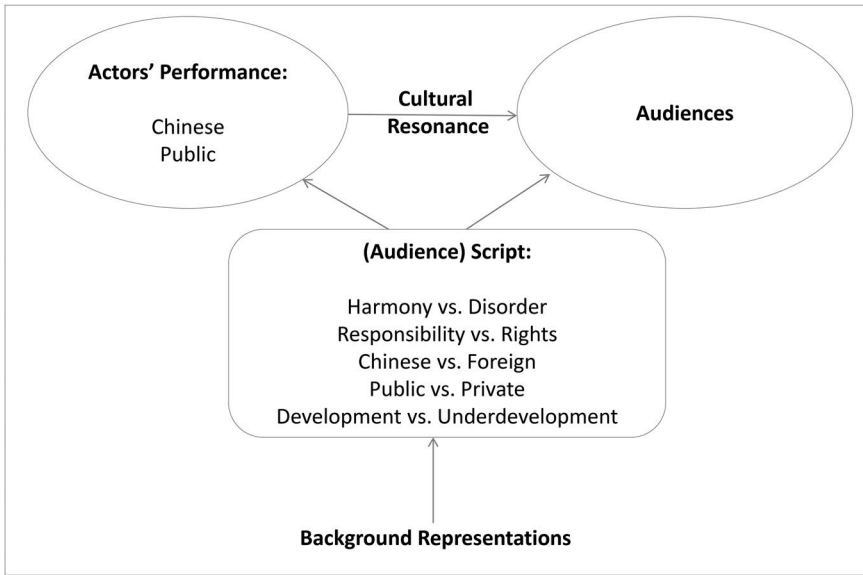 Actors' Performance:
Chinese
Public
Cultural
Resonance
Audiences
(Audience) Script:
Harmony vs. Disorder
Responsibility vs. Rights
Chinese vs. Foreign
Public vs. Private
Development vs. Underdevelopment
Background Representations